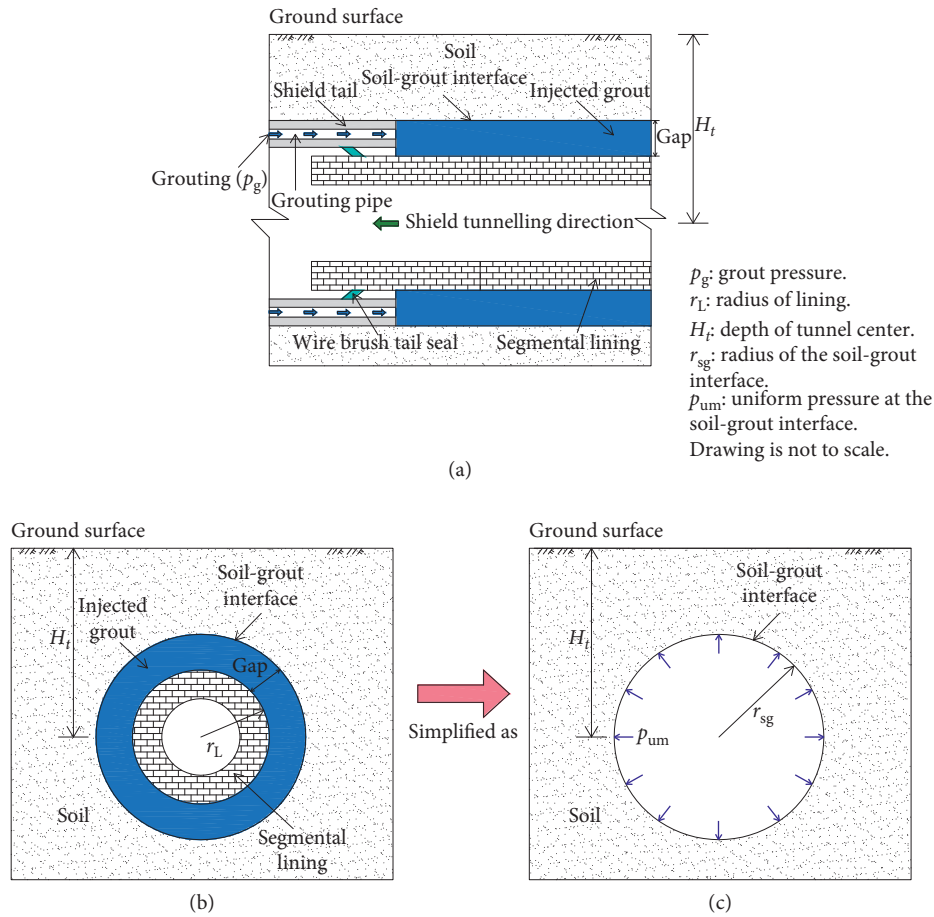 Ground surface
Soil
Soil-grout interface
Shield tail
Injected grout
Gap
H_t
Grouting (p_g)
Grouting pipe
Shield tunnelling direction
Wire brush tail seal
Segmental lining
p_g: grout pressure.
r_L: radius of lining.
H_t: depth of tunnel center.
r_sg: radius of the soil-grout
interface.
p_um: uniform pressure at the
soil-grout interface.
Drawing is not to scale.
(a)
Ground surface
Soil-grout
interface
Injected
grout
H_t
Gap
r_L
Soil
Segmental
lining
(b)
Simplified as
Ground surface
Soil-grout
interface
H_t
r_sg
p_um
Soil
(c)